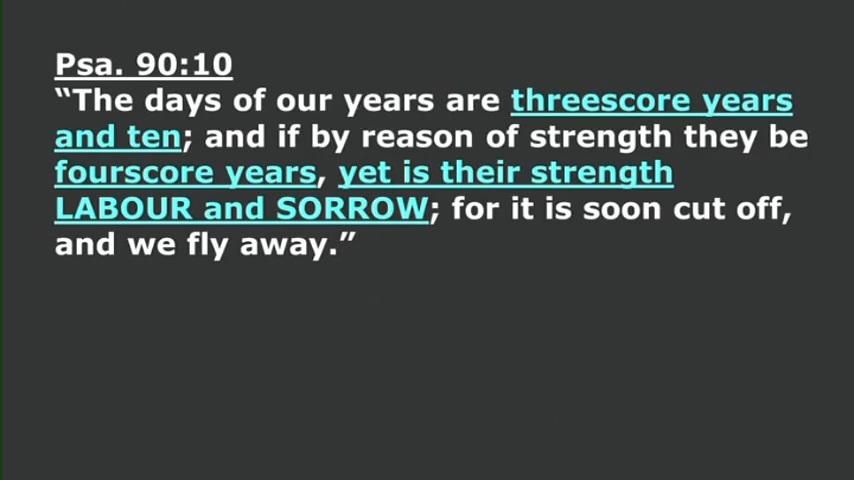 Psa. 90:10
“The days of our years are threescore years
and ten; and if by reason of strength they be
fourscore years, yet is their strength
LABOUR and SORROW; for it is soon cut off,
and we fly away.”